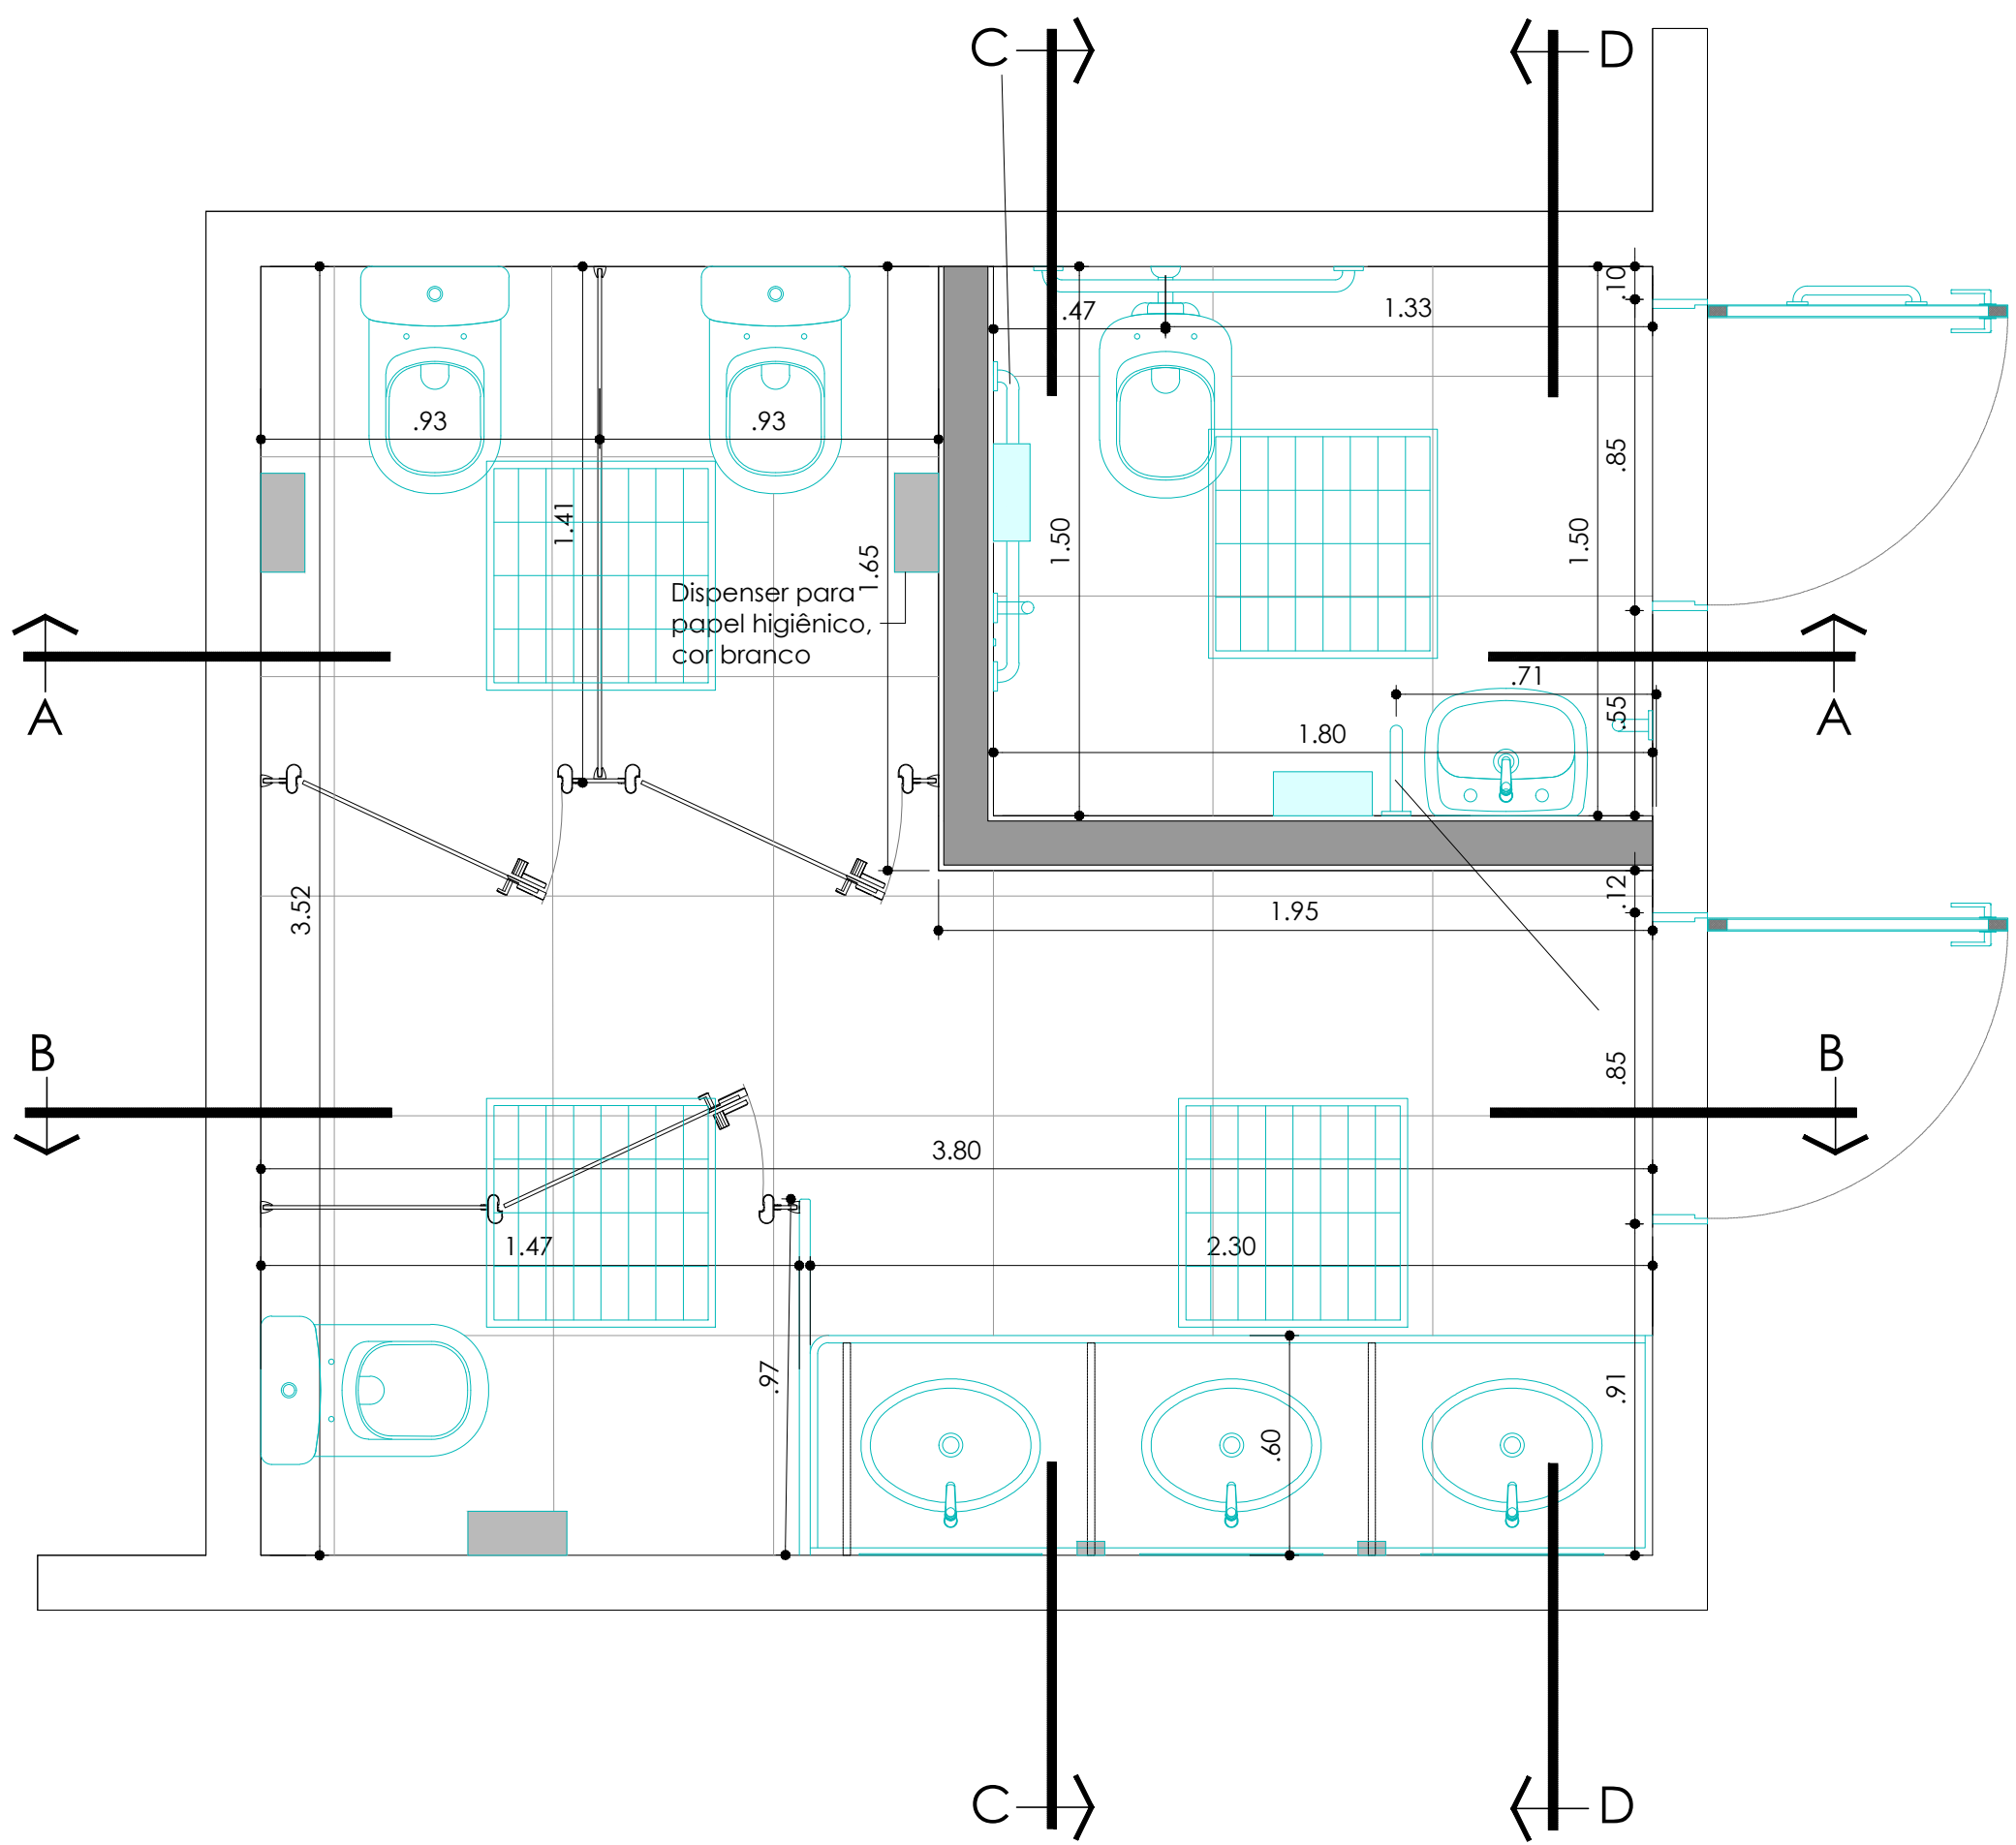 C
D
.10
.47
1.33
.93
.93
.85
1.41
1.50
1.50
1.65
Dispenser para
papel higiênico,
cor branco
A
.71
.55
A
1.80
.12
3.52
1.95
B
B
.85
3.80
1.47
2.30
.97
.91
.60
C
D